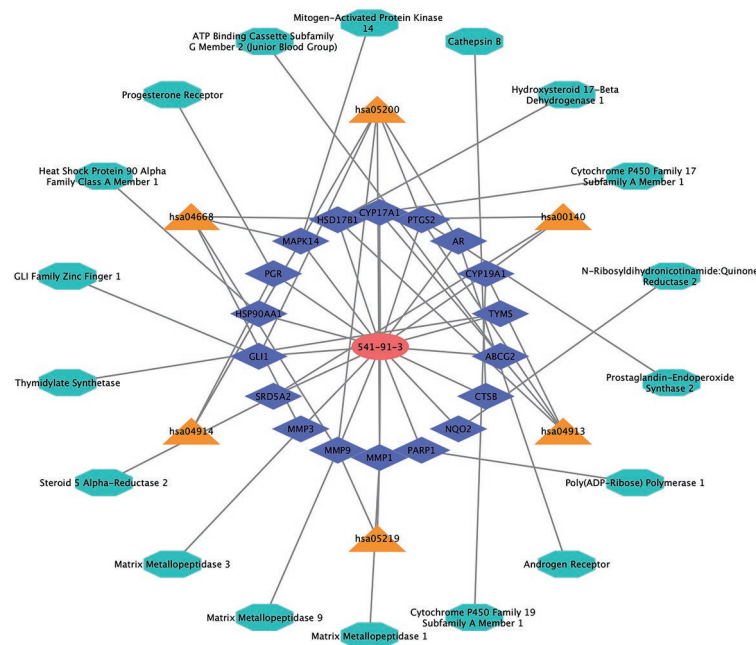 Mitogen-Activated Protein Kinase
14
ATP Binding Cassette Subfamily
G Member 2 (Junior Blood Group)
Cathepsin B
Progesterone Receptor
Hydroxysteroid 17-Beta
Dehydrogenase 1
hsa05200
Heat Shock Protein 90 Alpha
Family Class A Member 1
Cytochrome P450 Family 17
Subfamily A Member 1
hsa04668
HSD17B1
CYP17A1
PTGS2
hsa00140
MAPK14
AR
PGR
CYP19A1
GLI Family Zinc Finger 1
N-Ribosyldihydronicotinamide:Quinone
Reductase 2
HSP90AA1
TYMS
541-91-3
GLI1
ABCG2
Thymidylate Synthetase
Prostaglandin-Endoperoxide
Synthase 2
SRD5A2
CTSB
hsa04914
MMP3
NQO2
hsa04913
MMP9
MMP1
PARP1
Steroid 5 Alpha-Reductase 2
Poly(ADP-Ribose) Polymerase 1
hsa05219
Matrix Metallopeptidase 3
Androgen Receptor
Matrix Metallopeptidase 9
Cytochrome P450 Family 19
Subfamily A Member 1
Matrix Metallopeptidase 1